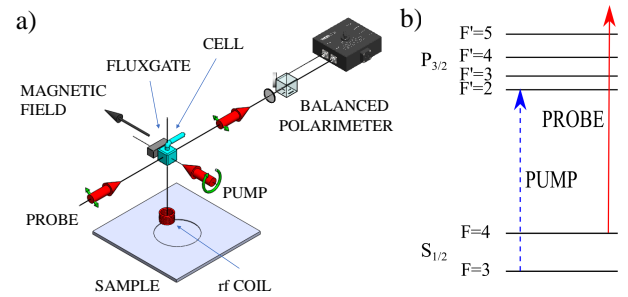 a)
CELL
FLUXGATE
MAGNETIC
FIELD
BALANCED
POLARIMETER
PUMP
PROBE
SAMPLE
rf COIL
b)
F'=5
P3/2
F'=4
F'=3
F'=2
PROBE
PUMP
F=4
S1/2
F=3